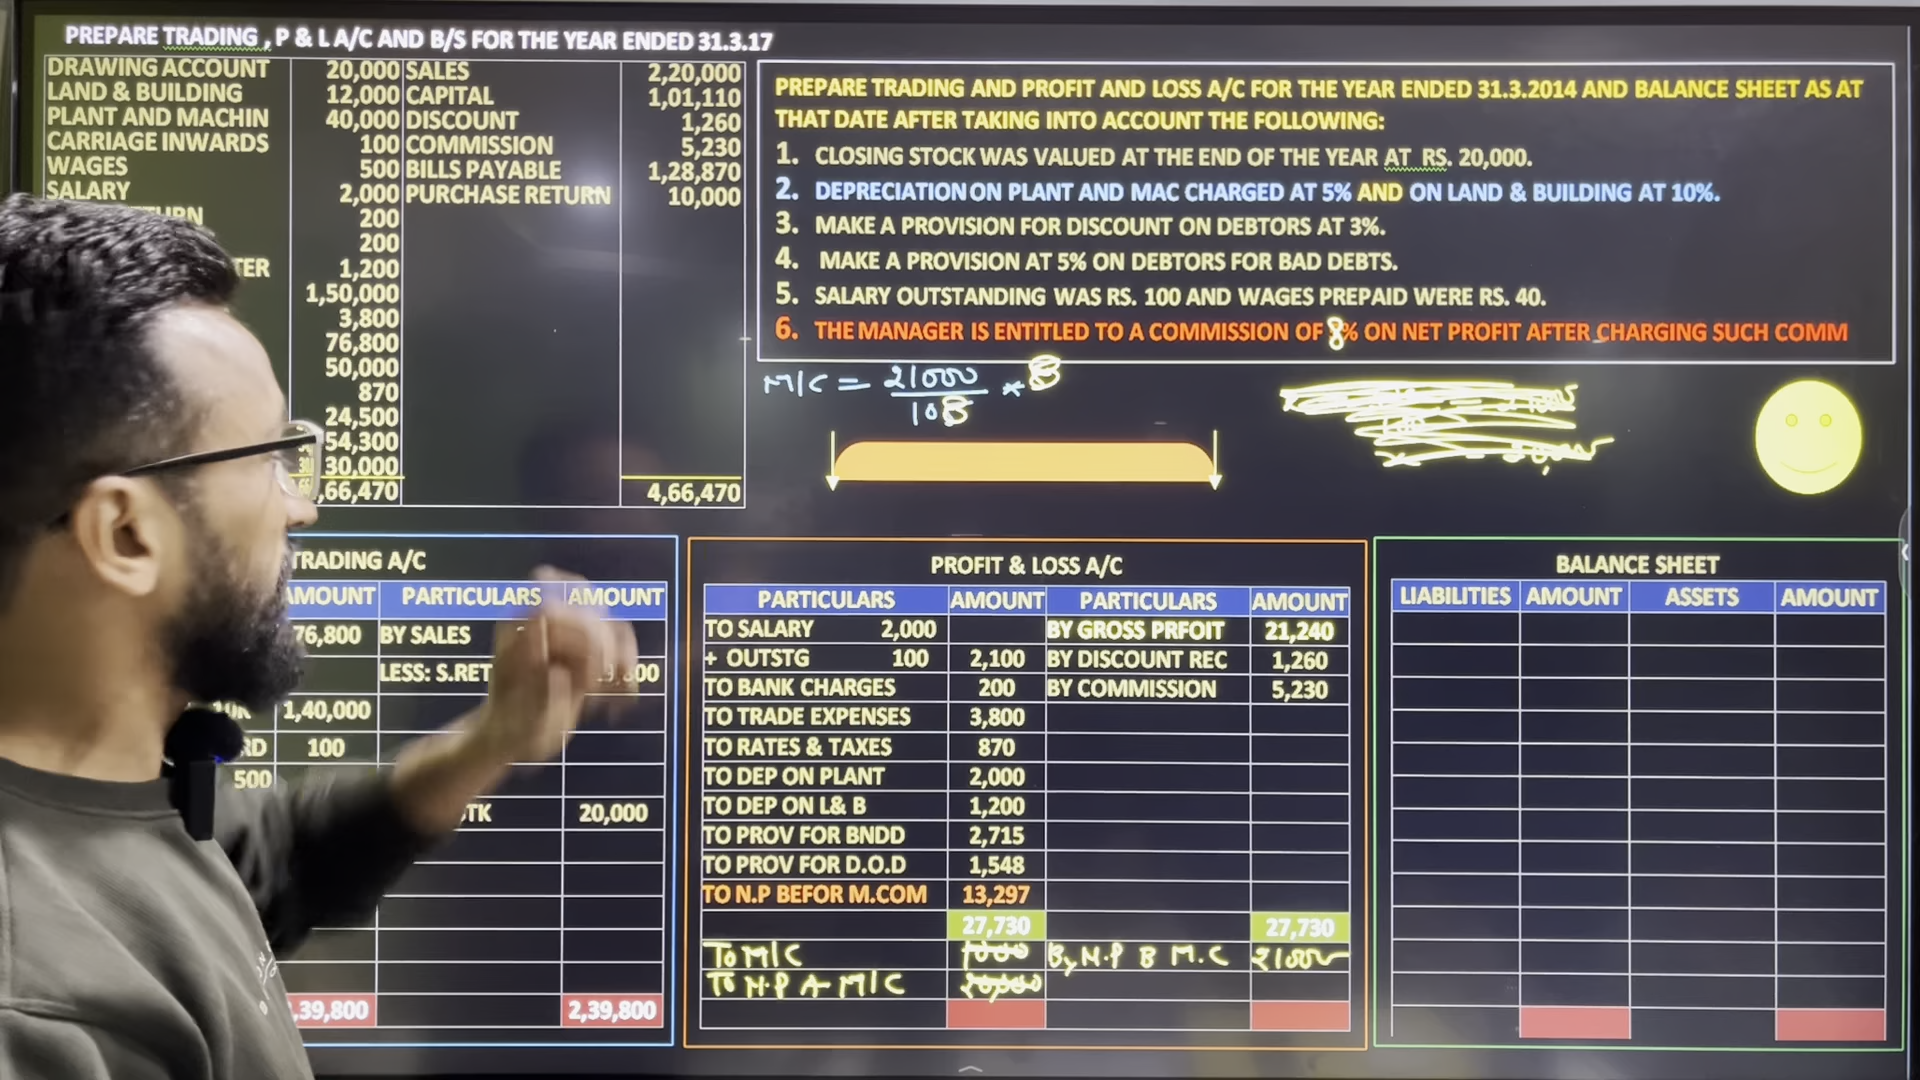 PREPARE TRADING , P & L A/C AND B/S FOR THE YEAR ENDED 31.3.17
DRAWING ACCOUNT 20,000 SALES 2,20,000
LAND & BUILDING 12,000 CAPITAL 1,01,110
PLANT AND MACHIN 40,000 DISCOUNT 1,260
CARRIAGE INWARDS 100 COMMISSION 5,230
WAGES 500 BILLS PAYABLE 1,28,870
SALARY 2,000 PURCHASE RETURN 10,000
200
200
1,200
1,50,000
3,800
76,800
50,000
870
24,500
54,300
30,000
,66,470 4,66,470
PREPARE TRADING AND PROFIT AND LOSS A/C FOR THE YEAR ENDED 31.3.2014 AND BALANCE SHEET AS AT
THAT DATE AFTER TAKING INTO ACCOUNT THE FOLLOWING:
1. CLOSING STOCK WAS VALUED AT THE END OF THE YEAR AT RS. 20,000.
2. DEPRECIATION ON PLANT AND MAC CHARGED AT 5% AND ON LAND & BUILDING AT 10%.
3. MAKE A PROVISION FOR DISCOUNT ON DEBTORS AT 3%.
4. MAKE A PROVISION AT 5% ON DEBTORS FOR BAD DEBTS.
5. SALARY OUTSTANDING WAS RS. 100 AND WAGES PREPAID WERE RS. 40.
6. THE MANAGER IS ENTITLED TO A COMMISSION OF 8% ON NET PROFIT AFTER CHARGING SUCH COMM
M/C = 21000 * 8
108
TRADING A/C
AMOUNT PARTICULARS AMOUNT
76,800 BY SALES
LESS: S.RET
1,40,000
100
500
20,000
,39,800 2,39,800
PROFIT & LOSS A/C
PARTICULARS AMOUNT PARTICULARS AMOUNT
TO SALARY 2,000 BY GROSS PRFOIT 21,240
+ OUTSTG 100 2,100 BY DISCOUNT REC 1,260
TO BANK CHARGES 200 BY COMMISSION 5,230
TO TRADE EXPENSES 3,800
TO RATES & TAXES 870
TO DEP ON PLANT 2,000
TO DEP ON L& B 1,200
TO PROV FOR BNDD 2,715
TO PROV FOR D.O.D 1,548
TO N.P BEFOR M.COM 13,297
27,730 27,730
To M/C 1000 By N.P B M.C 21000
To N.P A M/C 20,000
BALANCE SHEET
LIABILITIES AMOUNT ASSETS AMOUNT